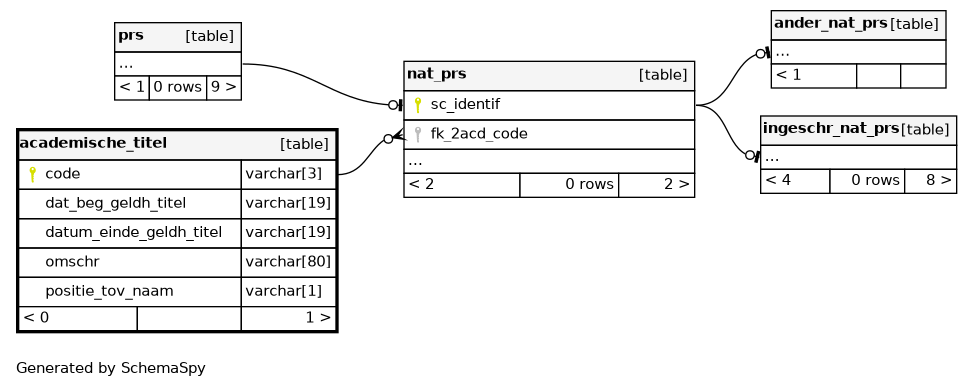 prs [table]
...
< 1 0 rows 9 >
academische_titel [table]
code varchar[3]
dat_beg_geldh_titel varchar[19]
datum_einde_geldh_titel varchar[19]
omschr varchar[80]
positie_tov_naam varchar[1]
< 0 1 >
nat_prs [table]
sc_identif
fk_2acd_code
...
< 2 0 rows 2 >
ander_nat_prs [table]
...
< 1
ingeschr_nat_prs [table]
...
< 4 0 rows 8 >
Generated by SchemaSpy